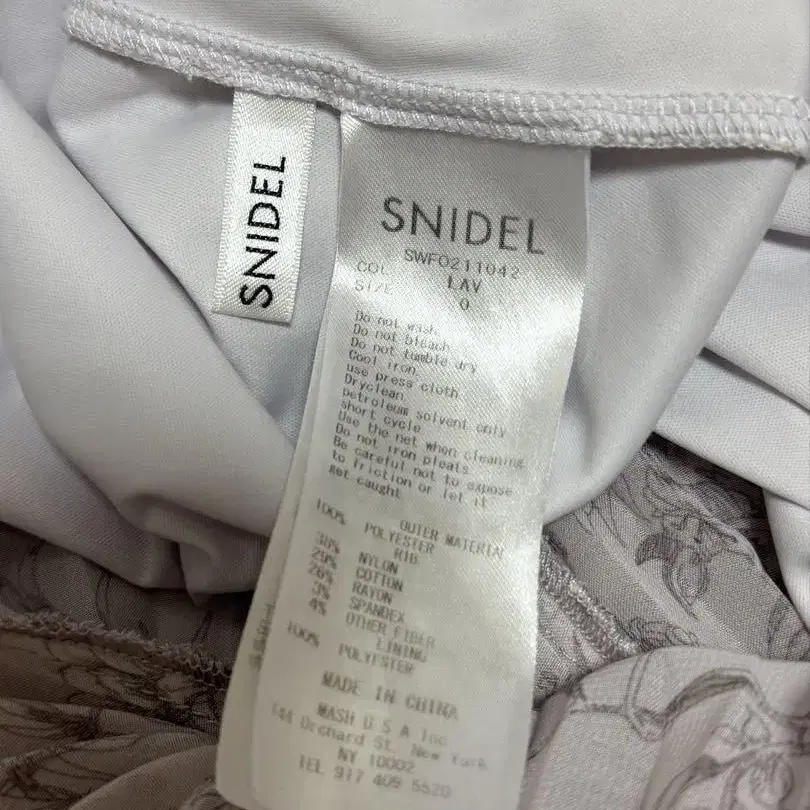 SNIDEL
SNIDEL
SWFO211042
COL LAV
SIZE 0
Do not wash
Do not bleach
Do not tumble dry
Cool iron
use press cloth
Dryclean
petroleum solvent only
short cycle
Use the net when cleaning
Do not iron pleats
Be careful not to expose
to friction or let it
get caught
OUTER MATERIAL
100% POLYESTER
RIB
38% NYLON
29% COTTON
26% RAYON
3% SPANDEX
4% OTHER FIBER
LINING
100% POLYESTER
MADE IN CHINA
MASH U S A Inc
144 Orchard St. New York
NY 10002
TEL 917 409 5520